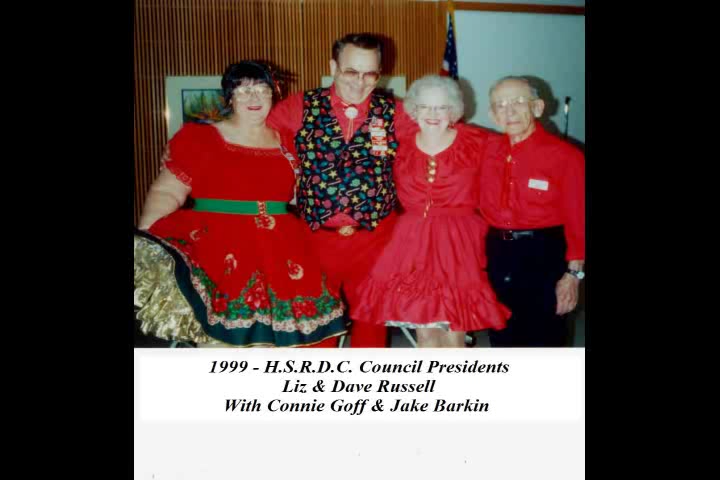 1999 - H.S.R.D.C. Council Presidents
Liz & Dave Russell
With Connie Goff & Jake Barkin